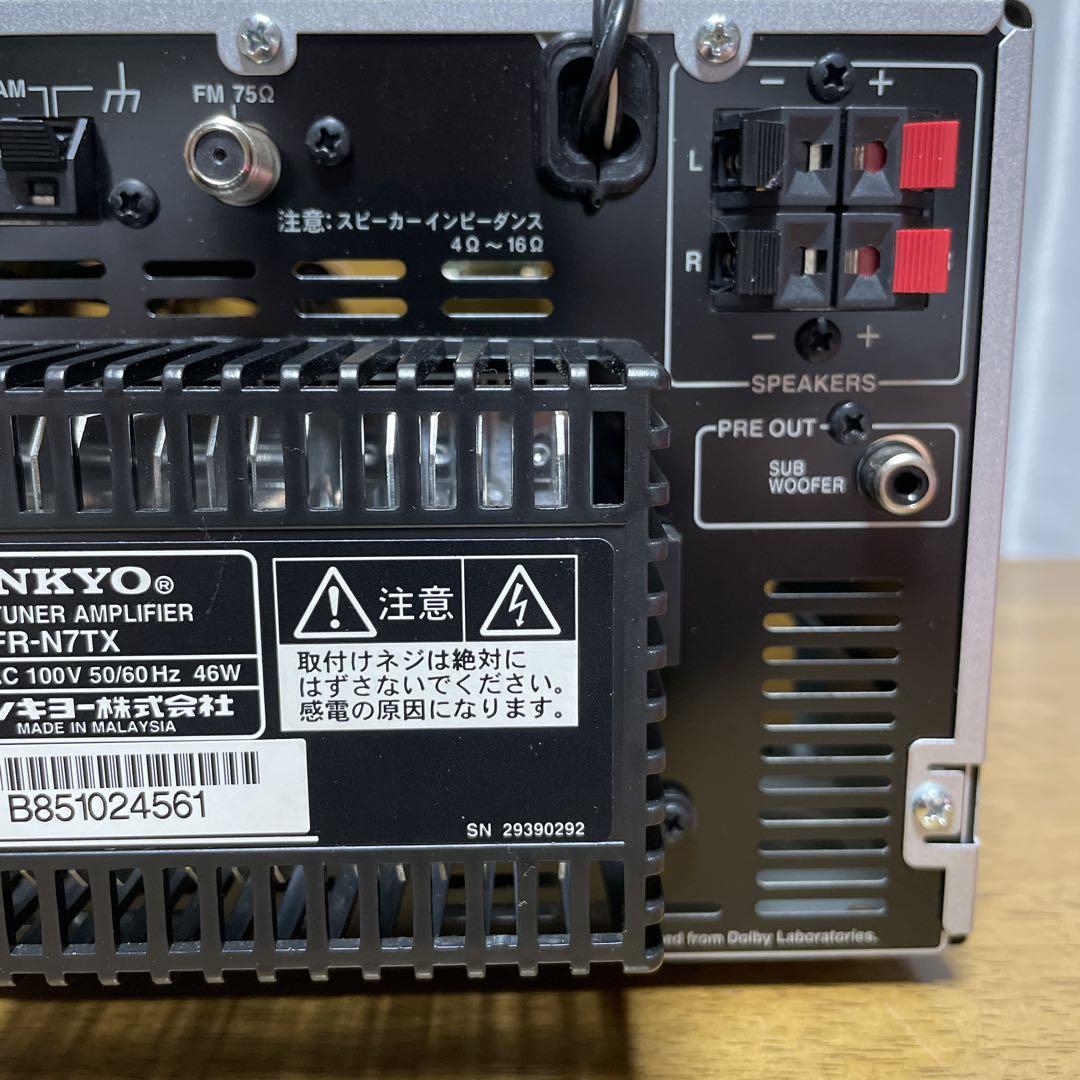 AM
FM 75Ω
注意: スピーカーインピーダンス
4Ω～16Ω
− +
L
R
− +
SPEAKERS
PRE OUT
SUB
WOOFER
NKYO®
TUNER AMPLIFIER
FR-N7TX
AC 100V 50/60Hz 46W
ンキヨー株式会社
MADE IN MALAYSIA
注意
取付けネジは絶対に
はずさないでください。
感電の原因になります。
B851024561
SN 29390292
from Dolby Laboratories.